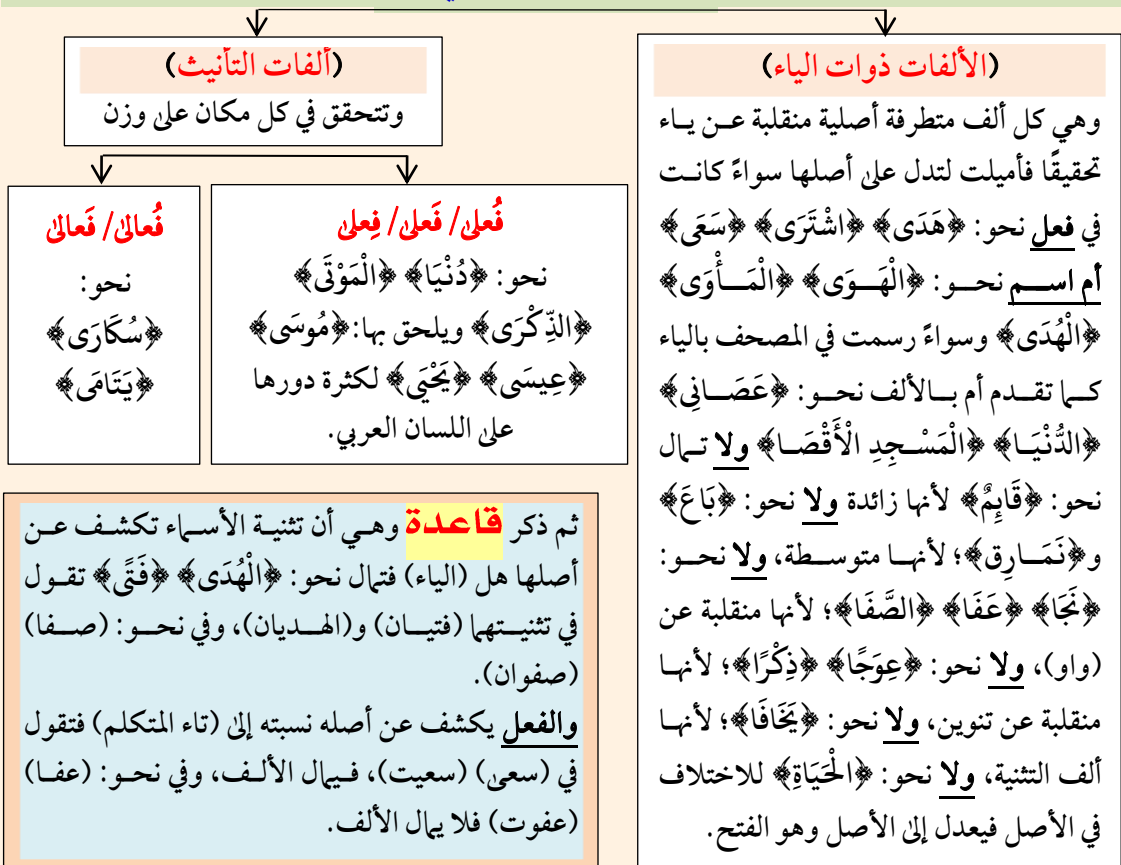 (الألفات ذوات الياء)
وهي كل ألف متطرفة أصلية منقلبة عن ياء
تحقيقًا فأميلت لتدل على أصلها سواءً كانت
في فعل نحو: ﴿هَدَى﴾ ﴿اشْتَرَى﴾ ﴿سَعَى﴾
أم اسم نحو: ﴿الْهَوَى﴾ ﴿الْمَأْوَى﴾
﴿الْهُدَى﴾ وسواءً رسمت في المصحف بالياء
كما تقدم أم بالألف نحو: ﴿عَصَانِي﴾
﴿الدُّنْيَا﴾ ﴿الْمَسْجِدِ الْأَقْصَا﴾ ولا تمال
نحو: ﴿قَايِمٌ﴾ لأنها زائدة ولا نحو: ﴿بَاعَ﴾
و﴿نَمَارِق﴾؛ لأنها متوسطة، ولا نحو:
﴿نَجَا﴾ ﴿عَفَا﴾ ﴿الصَّفَا﴾؛ لأنها منقلبة عن
(واو)، ولا نحو: ﴿عِوَجًا﴾ ﴿ذِكْرًا﴾؛ لأنها
منقلبة عن تنوين، ولا نحو: ﴿يَخَافَا﴾؛ لأنها
ألف التثنية، ولا نحو: ﴿الْحَيَاةِ﴾ للاختلاف
في الأصل فيعدل إلى الأصل وهو الفتح.
(ألفات التأنيث)
وتتحقق في كل مكان على وزن
فُعلى/ فَعلى/ فِعلى
نحو: ﴿دُنْيَا﴾ ﴿الْمَوْتَى﴾
﴿الذِّكْرَى﴾ ويلحق بها: ﴿مُوسَى﴾
﴿عِيسَى﴾ ﴿يَحْيَى﴾ لكثرة دورها
على اللسان العربي.
فُعالى/ فَعالى
نحو:
﴿سُكَارَى﴾
﴿يَتَامَى﴾
ثم ذكر قاعدة وهي أن تثنية الأسماء تكشف عن
أصلها هل (الياء) فتمال نحو: ﴿الْهُدَى﴾ ﴿فَتًى﴾ تقول
في تثنيتهما (فتيان) و(الهديان)، وفي نحو: (صفا)
(صفوان).
والفعل يكشف عن أصله نسبته إلى (تاء المتكلم) فتقول
في (سعى) (سعيت)، فيمال الألف، وفي نحو: (عفا)
(عفوت) فلا يمال الألف.